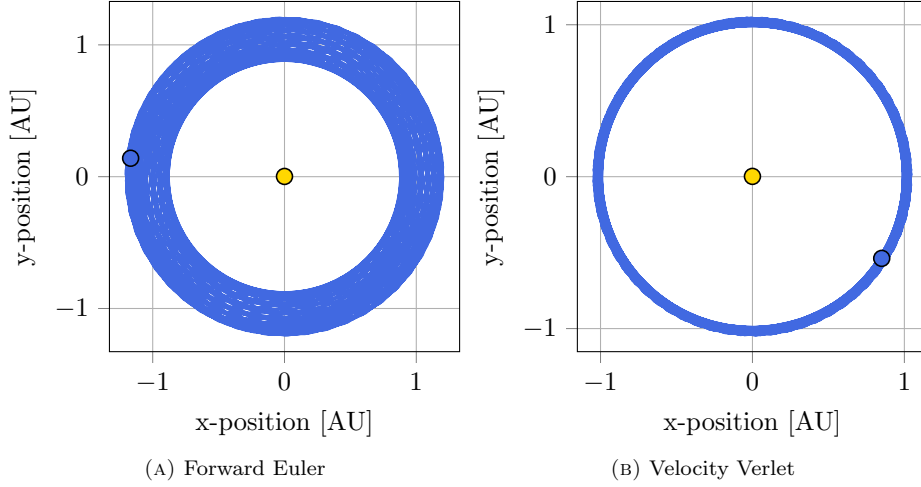 1
0
−1
y-position [AU]
−1
0
1
x-position [AU]
(A) Forward Euler
1
0
−1
y-position [AU]
−1
0
1
x-position [AU]
(B) Velocity Verlet